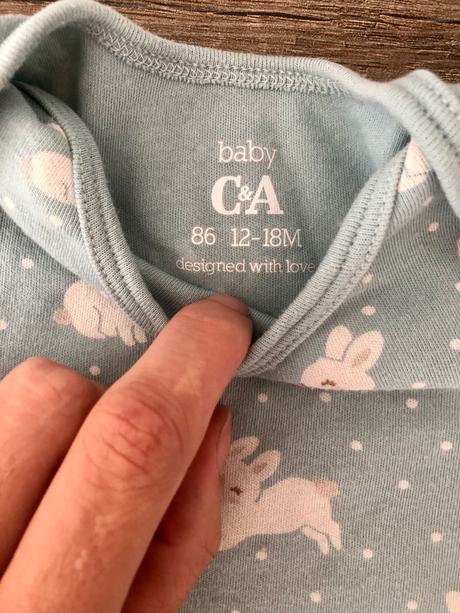 baby
C&A
86 12-18M
designed with love